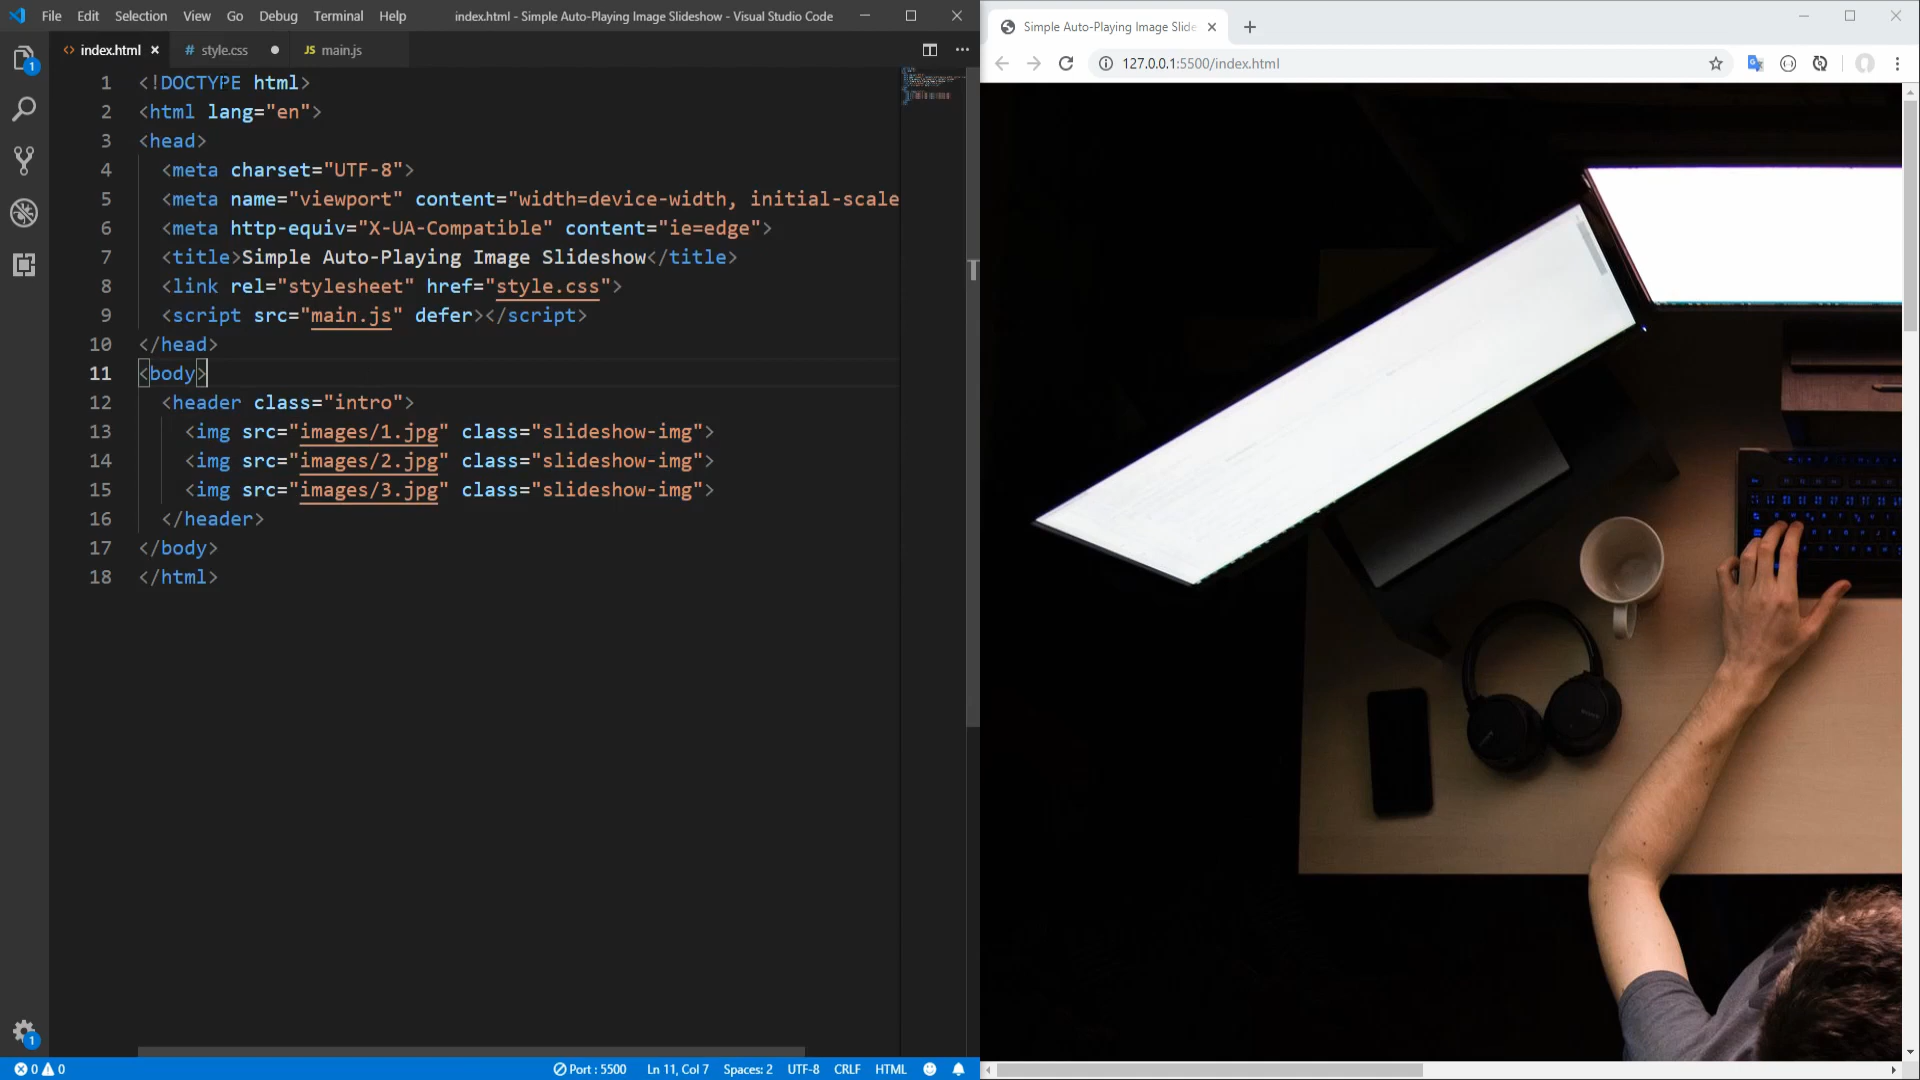 File Edit Selection View Go Debug Terminal Help
index.html - Simple Auto-Playing Image Slideshow - Visual Studio Code
index.html
# style.css
JS main.js
1 <!DOCTYPE html>
2 <html lang="en">
3 <head>
4 <meta charset="UTF-8">
5 <meta name="viewport" content="width=device-width, initial-scale
6 <meta http-equiv="X-UA-Compatible" content="ie=edge">
7 <title>Simple Auto-Playing Image Slideshow</title>
8 <link rel="stylesheet" href="style.css">
9 <script src="main.js" defer></script>
10 </head>
11 <body>
12 <header class="intro">
13 <img src="images/1.jpg" class="slideshow-img">
14 <img src="images/2.jpg" class="slideshow-img">
15 <img src="images/3.jpg" class="slideshow-img">
16 </header>
17 </body>
18 </html>
1
1
0 0
Port : 5500
Ln 11, Col 7
Spaces: 2
UTF-8
CRLF
HTML
Simple Auto-Playing Image Slide
127.0.0.1:5500/index.html